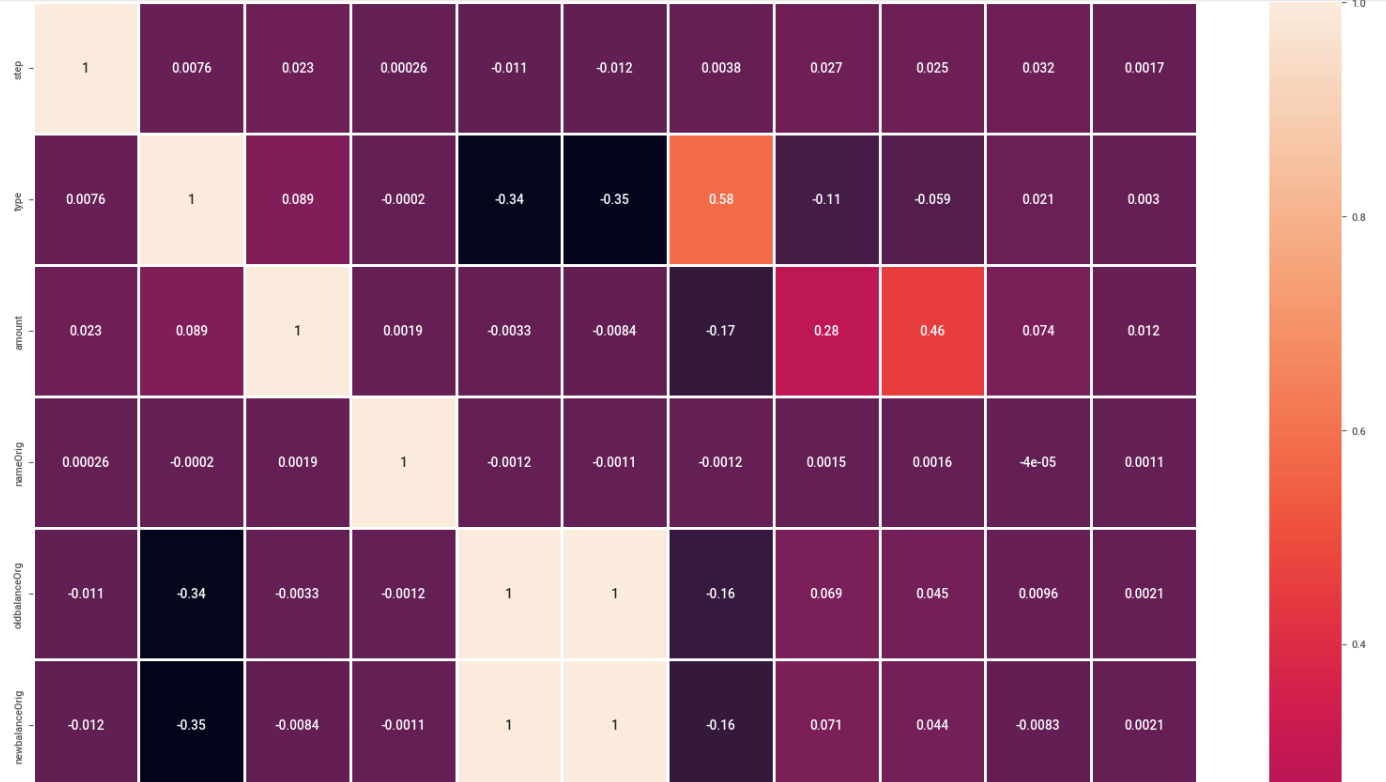 1.0
step 1 0.0076 0.023 0.00026 -0.011 -0.012 0.0038 0.027 0.025 0.032 0.0017
type 0.0076 1 0.089 -0.0002 -0.34 -0.35 0.58 -0.11 -0.059 0.021 0.003
0.8
amount 0.023 0.089 1 0.0019 -0.0033 -0.0084 -0.17 0.28 0.46 0.074 0.012
0.6
nameOrig 0.00026 -0.0002 0.0019 1 -0.0012 -0.0011 -0.0012 0.0015 0.0016 -4e-05 0.0011
oldbalanceOrg -0.011 -0.34 -0.0033 -0.0012 1 1 -0.16 0.069 0.045 0.0096 0.0021
0.4
newbalanceOrig -0.012 -0.35 -0.0084 -0.0011 1 1 -0.16 0.071 0.044 -0.0083 0.0021